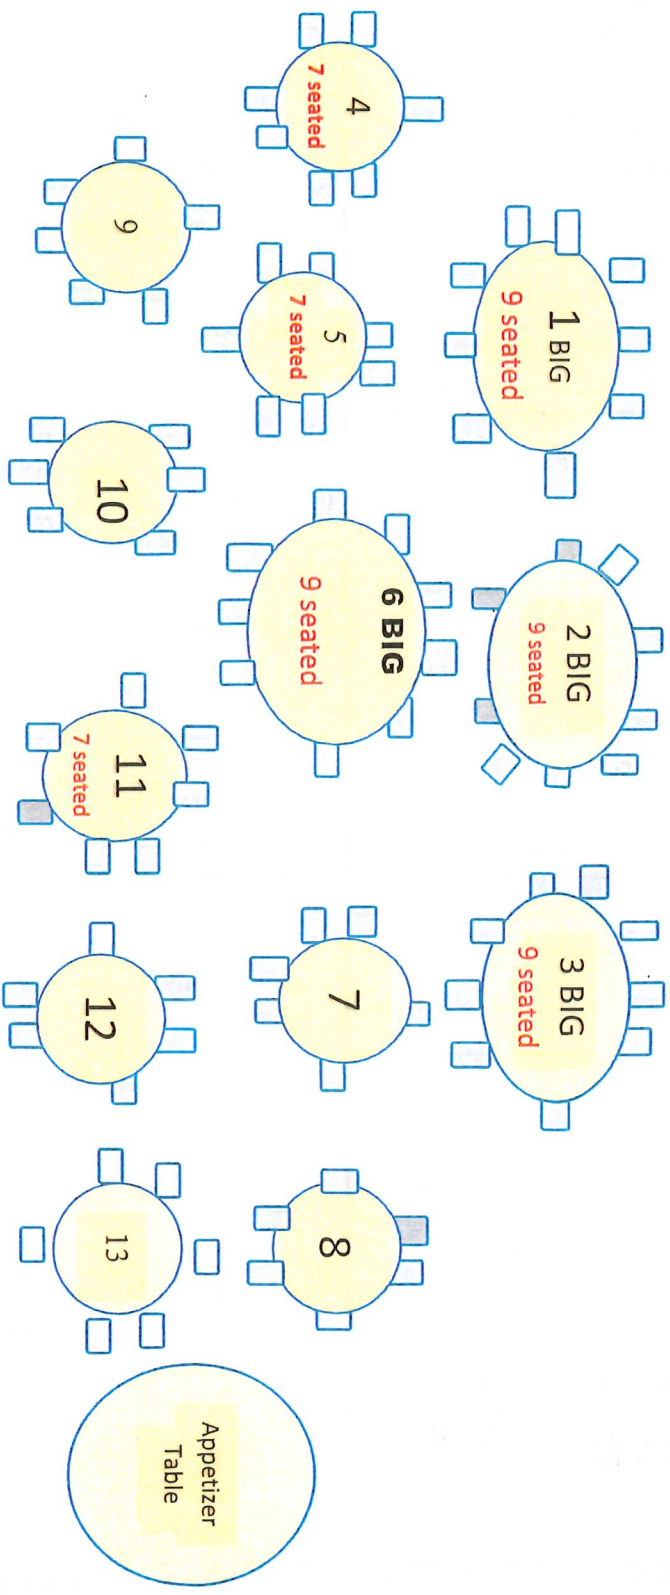 1 BIG
9 seated
2 BIG
9 seated
3 BIG
9 seated
4
7 seated
5
7 seated
6 BIG
9 seated
7
8
9
10
11
7 seated
12
13
Appetizer
Table